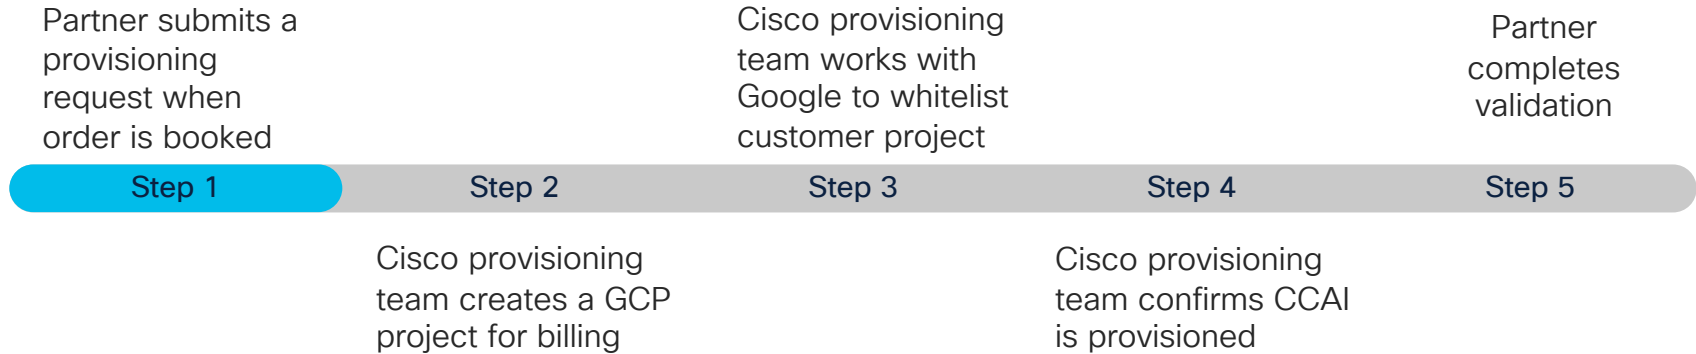 Partner submits a
provisioning
request when
order is booked
Cisco provisioning
team works with
Google to whitelist
customer project
Partner
completes
validation
Step 1
Step 2
Step 3
Step 4
Step 5
Cisco provisioning
team creates a GCP
project for billing
Cisco provisioning
team confirms CCAI
is provisioned